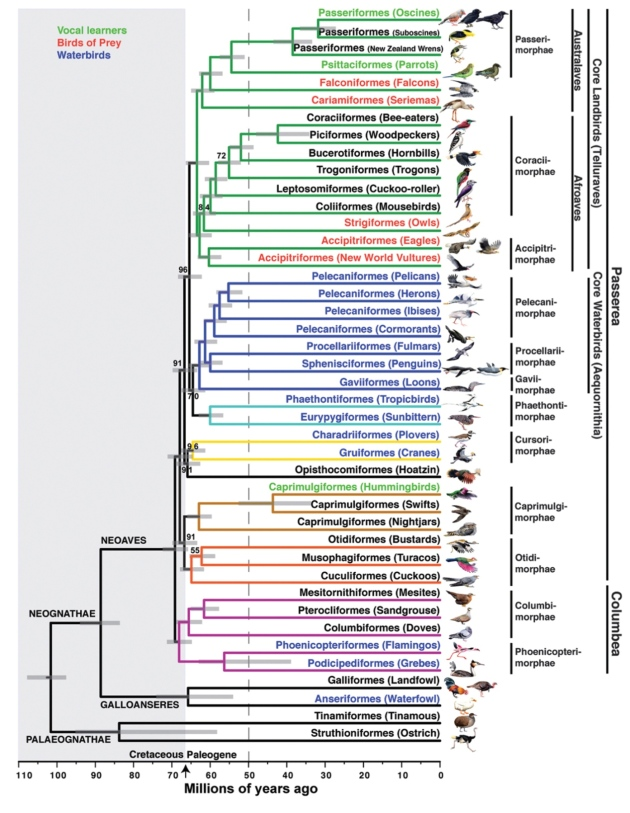 Vocal learners
Birds of Prey
Waterbirds
Passeriformes (Oscines)
Passeriformes (Suboscines)
Passeriformes (New Zealand Wrens)
Psittaciformes (Parrots)
Falconiformes (Falcons)
Cariamiformes (Seriemas)
Coraciiformes (Bee-eaters)
Piciformes (Woodpeckers)
72
Bucerotiformes (Hornbills)
Trogoniformes (Trogons)
Leptosomiformes (Cuckoo-roller)
84
Coliiformes (Mousebirds)
Strigiformes (Owls)
Accipitriformes (Eagles)
Accipitriformes (New World Vultures)
96
Pelecaniformes (Pelicans)
Pelecaniformes (Herons)
Pelecaniformes (Ibises)
Pelecaniformes (Cormorants)
Procellariiformes (Fulmars)
91
Sphenisciformes (Penguins)
Gaviiformes (Loons)
70
Phaethontiformes (Tropicbirds)
Eurypygiformes (Sunbittern)
Charadriiformes (Plovers)
96
Gruiformes (Cranes)
91
Opisthocomiformes (Hoatzin)
Caprimulgiformes (Hummingbirds)
Caprimulgiformes (Swifts)
Caprimulgiformes (Nightjars)
NEOAVES
91
Otidiformes (Bustards)
55
Musophagiformes (Turacos)
Cuculiformes (Cuckoos)
Mesitornithiformes (Mesites)
NEOGNATHAE
Pterocliformes (Sandgrouse)
Columbiformes (Doves)
Phoenicopteriformes (Flamingos)
Podicipediformes (Grebes)
Galliformes (Landfowl)
GALLOANSERES
Anseriformes (Waterfowl)
Tinamiformes (Tinamous)
PALAEOGNATHAE
Struthioniformes (Ostrich)
Cretaceous Paleogene
110 100 90 80 70 60 50 40 30 20 10 0
Millions of years ago
Passeri-
morphae
Coracii-
morphae
Accipitri-
morphae
Pelecani-
morphae
Procellarii-
morphae
Gavii-
morphae
Phaethonti-
morphae
Cursori-
morphae
Caprimulgi-
morphae
Otidi-
morphae
Columbi-
morphae
Phoenicopteri-
morphae
Australaves
Afroaves
Core Landbirds (Telluraves)
Core Waterbirds (Aequornithia)
Passerea
Columbea